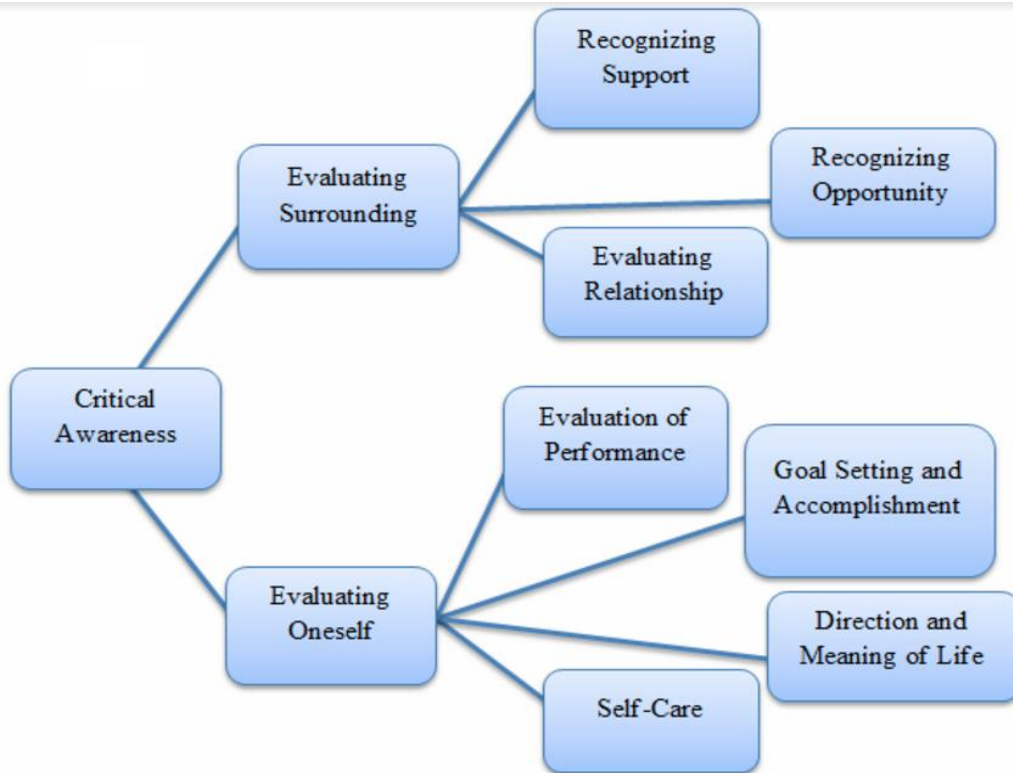 Recognizing
Support
Recognizing
Opportunity
Evaluating
Surrounding
Evaluating
Relationship
Critical
Awareness
Evaluation of
Performance
Goal Setting and
Accomplishment
Evaluating
Oneself
Direction and
Meaning of Life
Self-Care